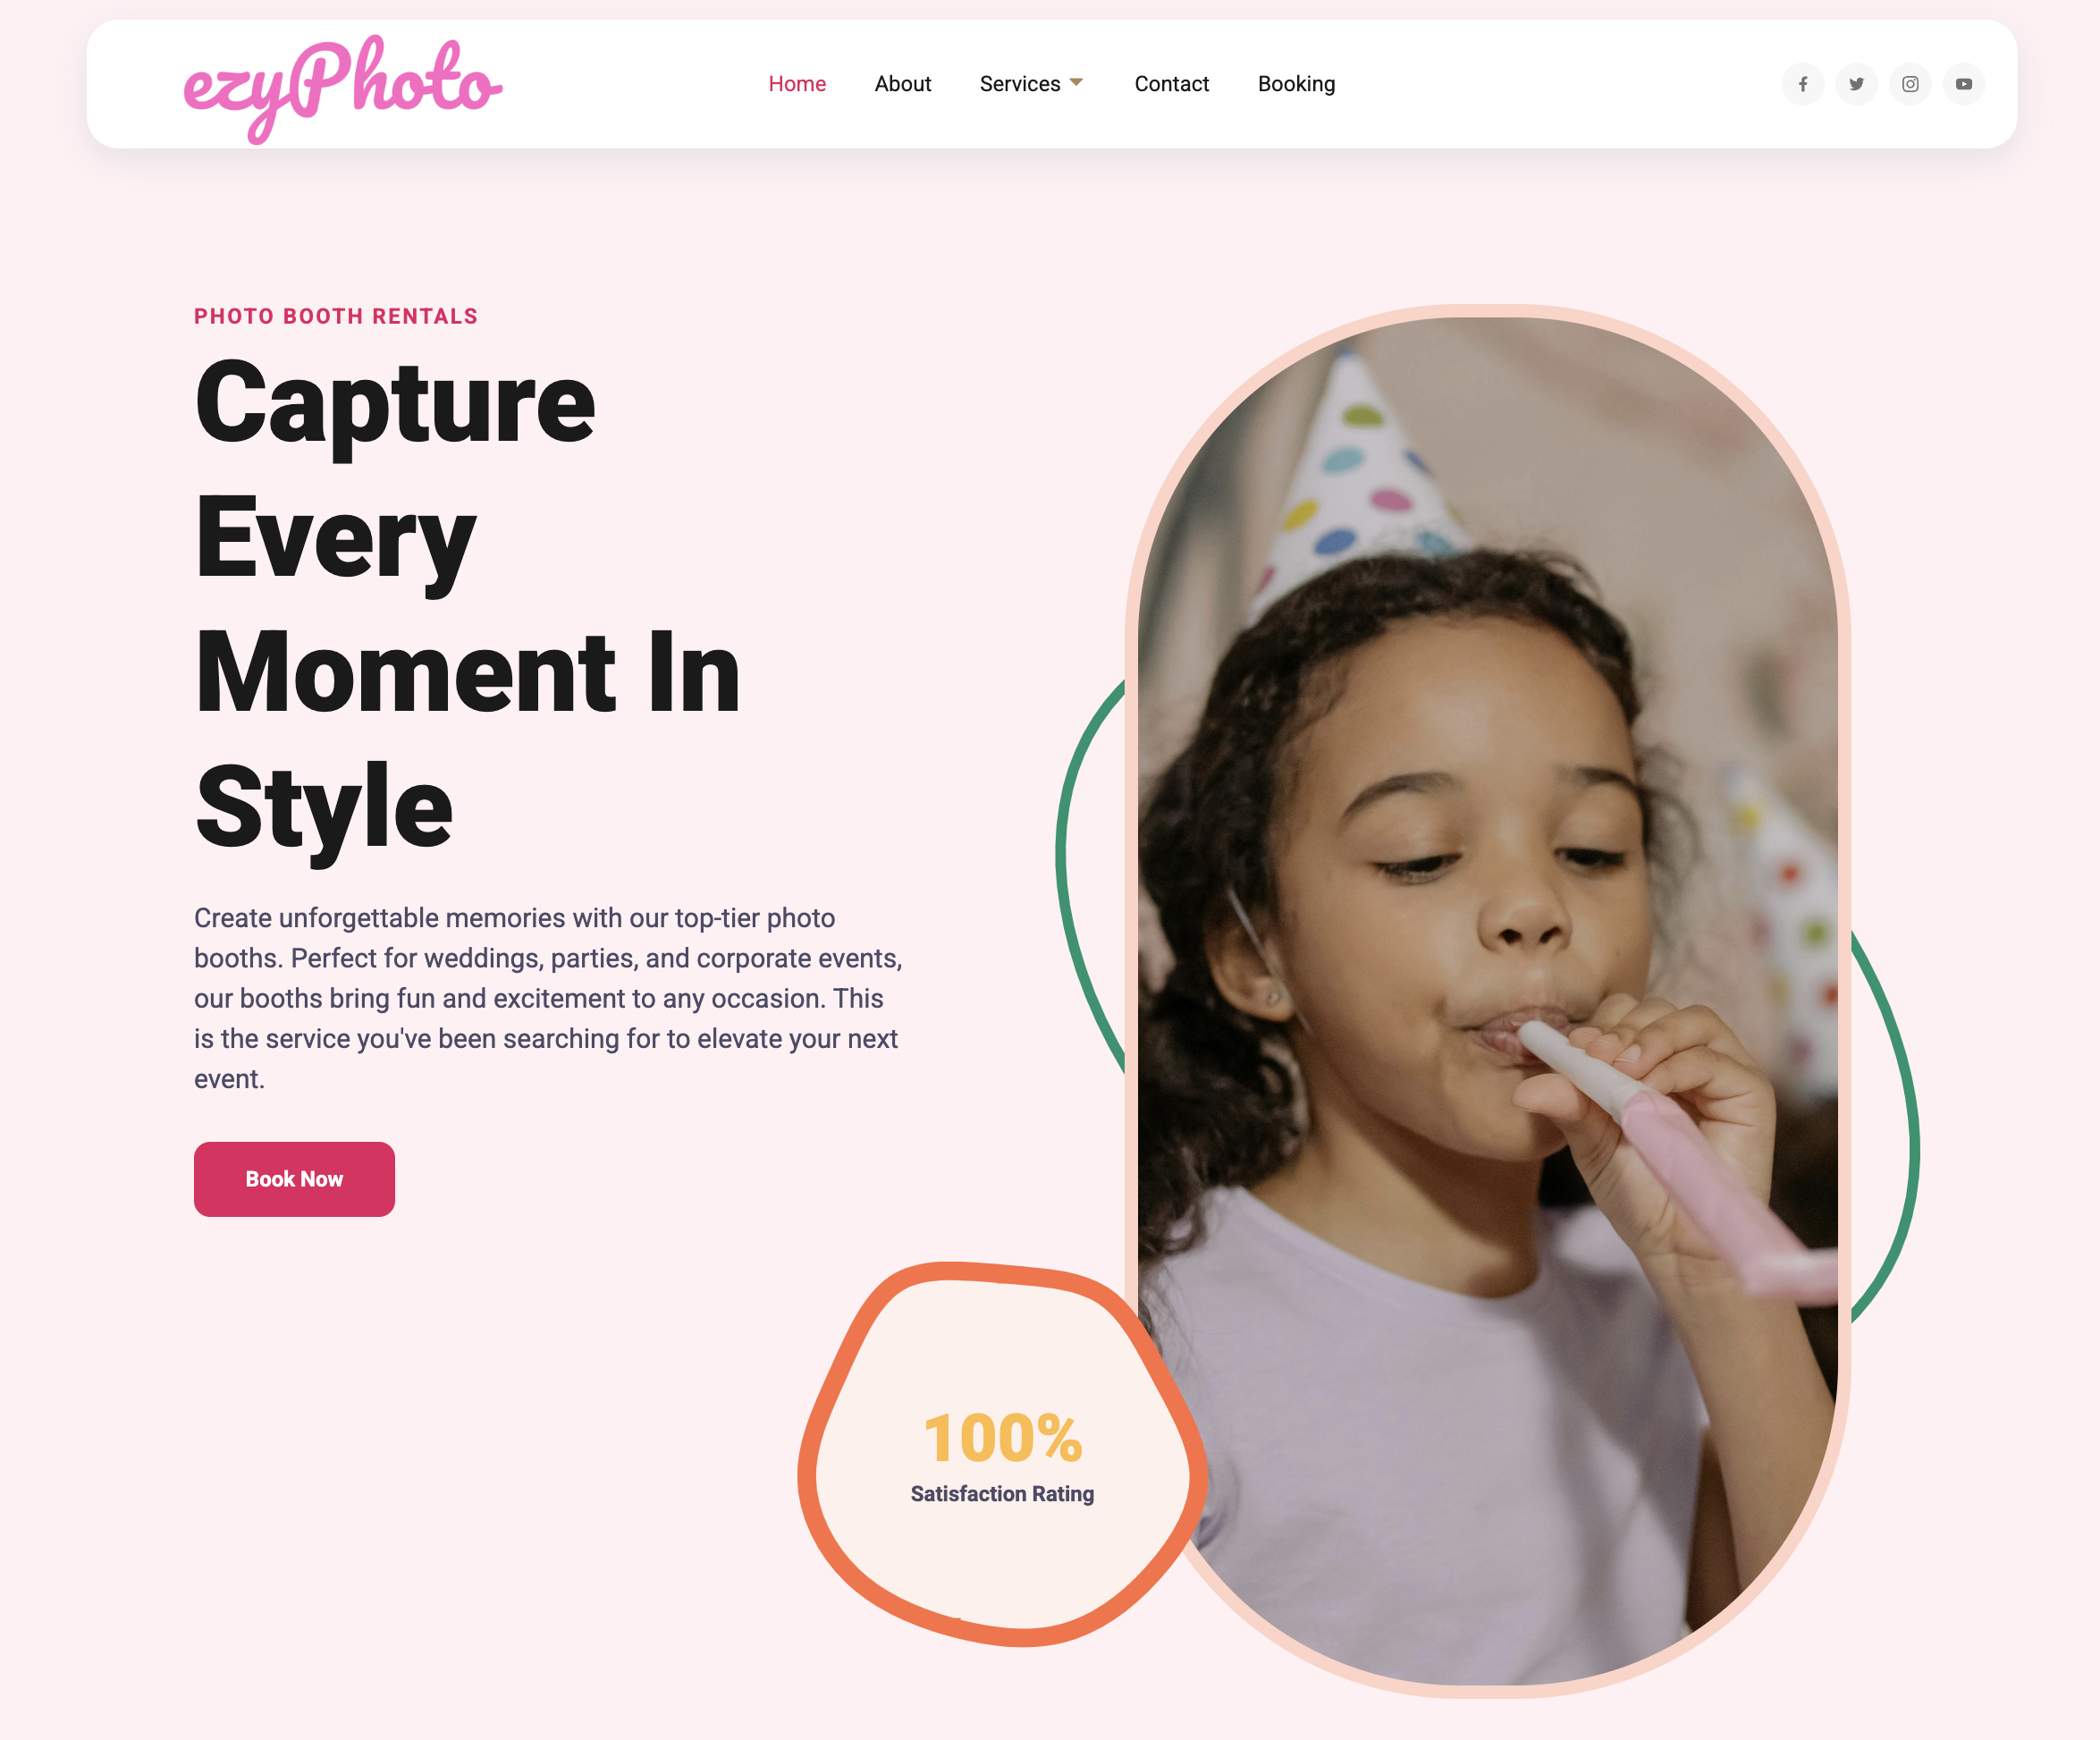 ezyPhoto
Home About Services Contact Booking
PHOTO BOOTH RENTALS
Capture
Every
Moment In
Style
Create unforgettable memories with our top-tier photo
booths. Perfect for weddings, parties, and corporate events,
our booths bring fun and excitement to any occasion. This
is the service you've been searching for to elevate your next
event.
Book Now
100%
Satisfaction Rating